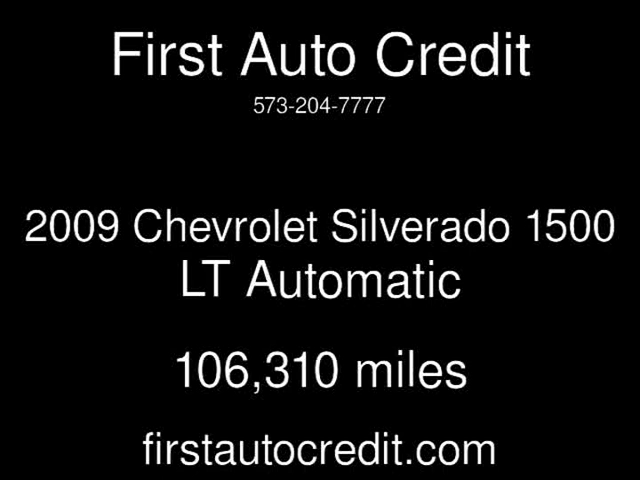 First Auto Credit
573-204-7777
2009 Chevrolet Silverado 1500
LT Automatic
106,310 miles
firstautocredit.com